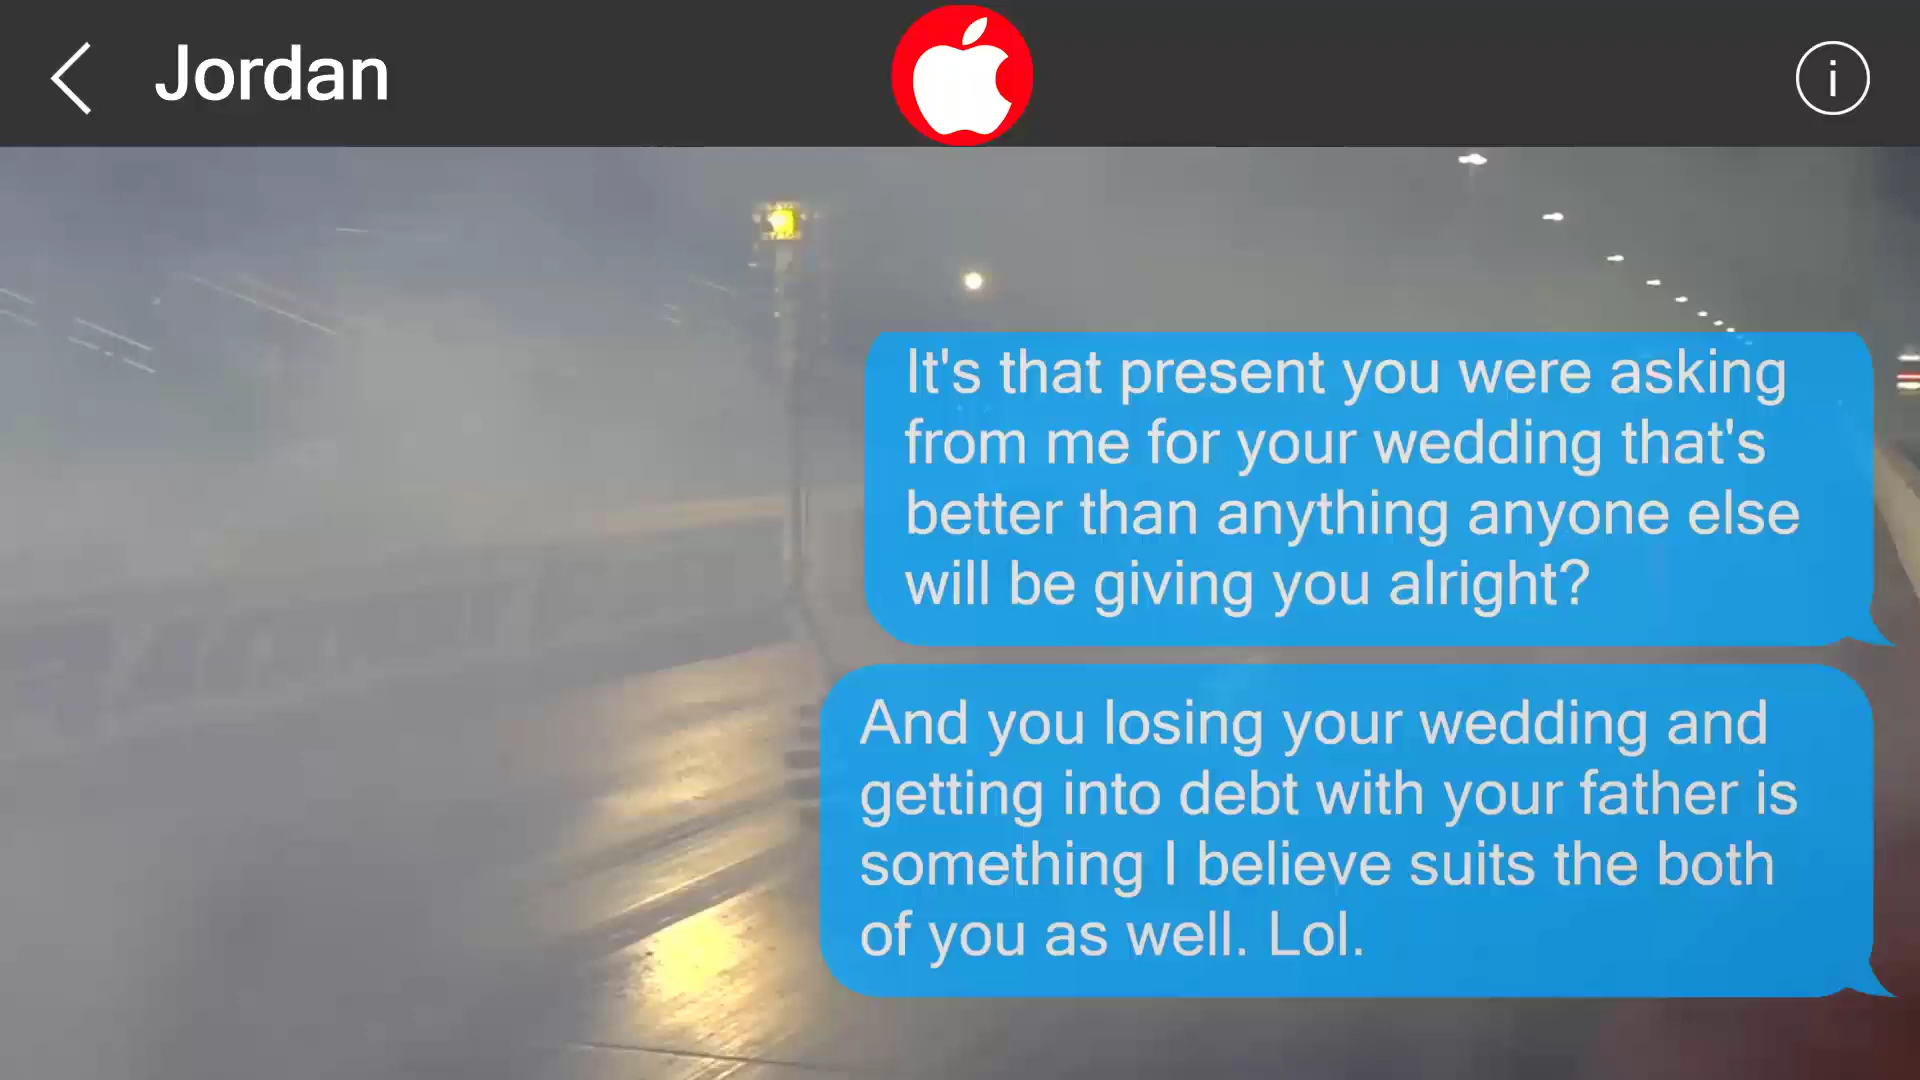 Jordan
i
It's that present you were asking
from me for your wedding that's
better than anything anyone else
will be giving you alright?
And you losing your wedding and
getting into debt with your father is
something I believe suits the both
of you as well. Lol.